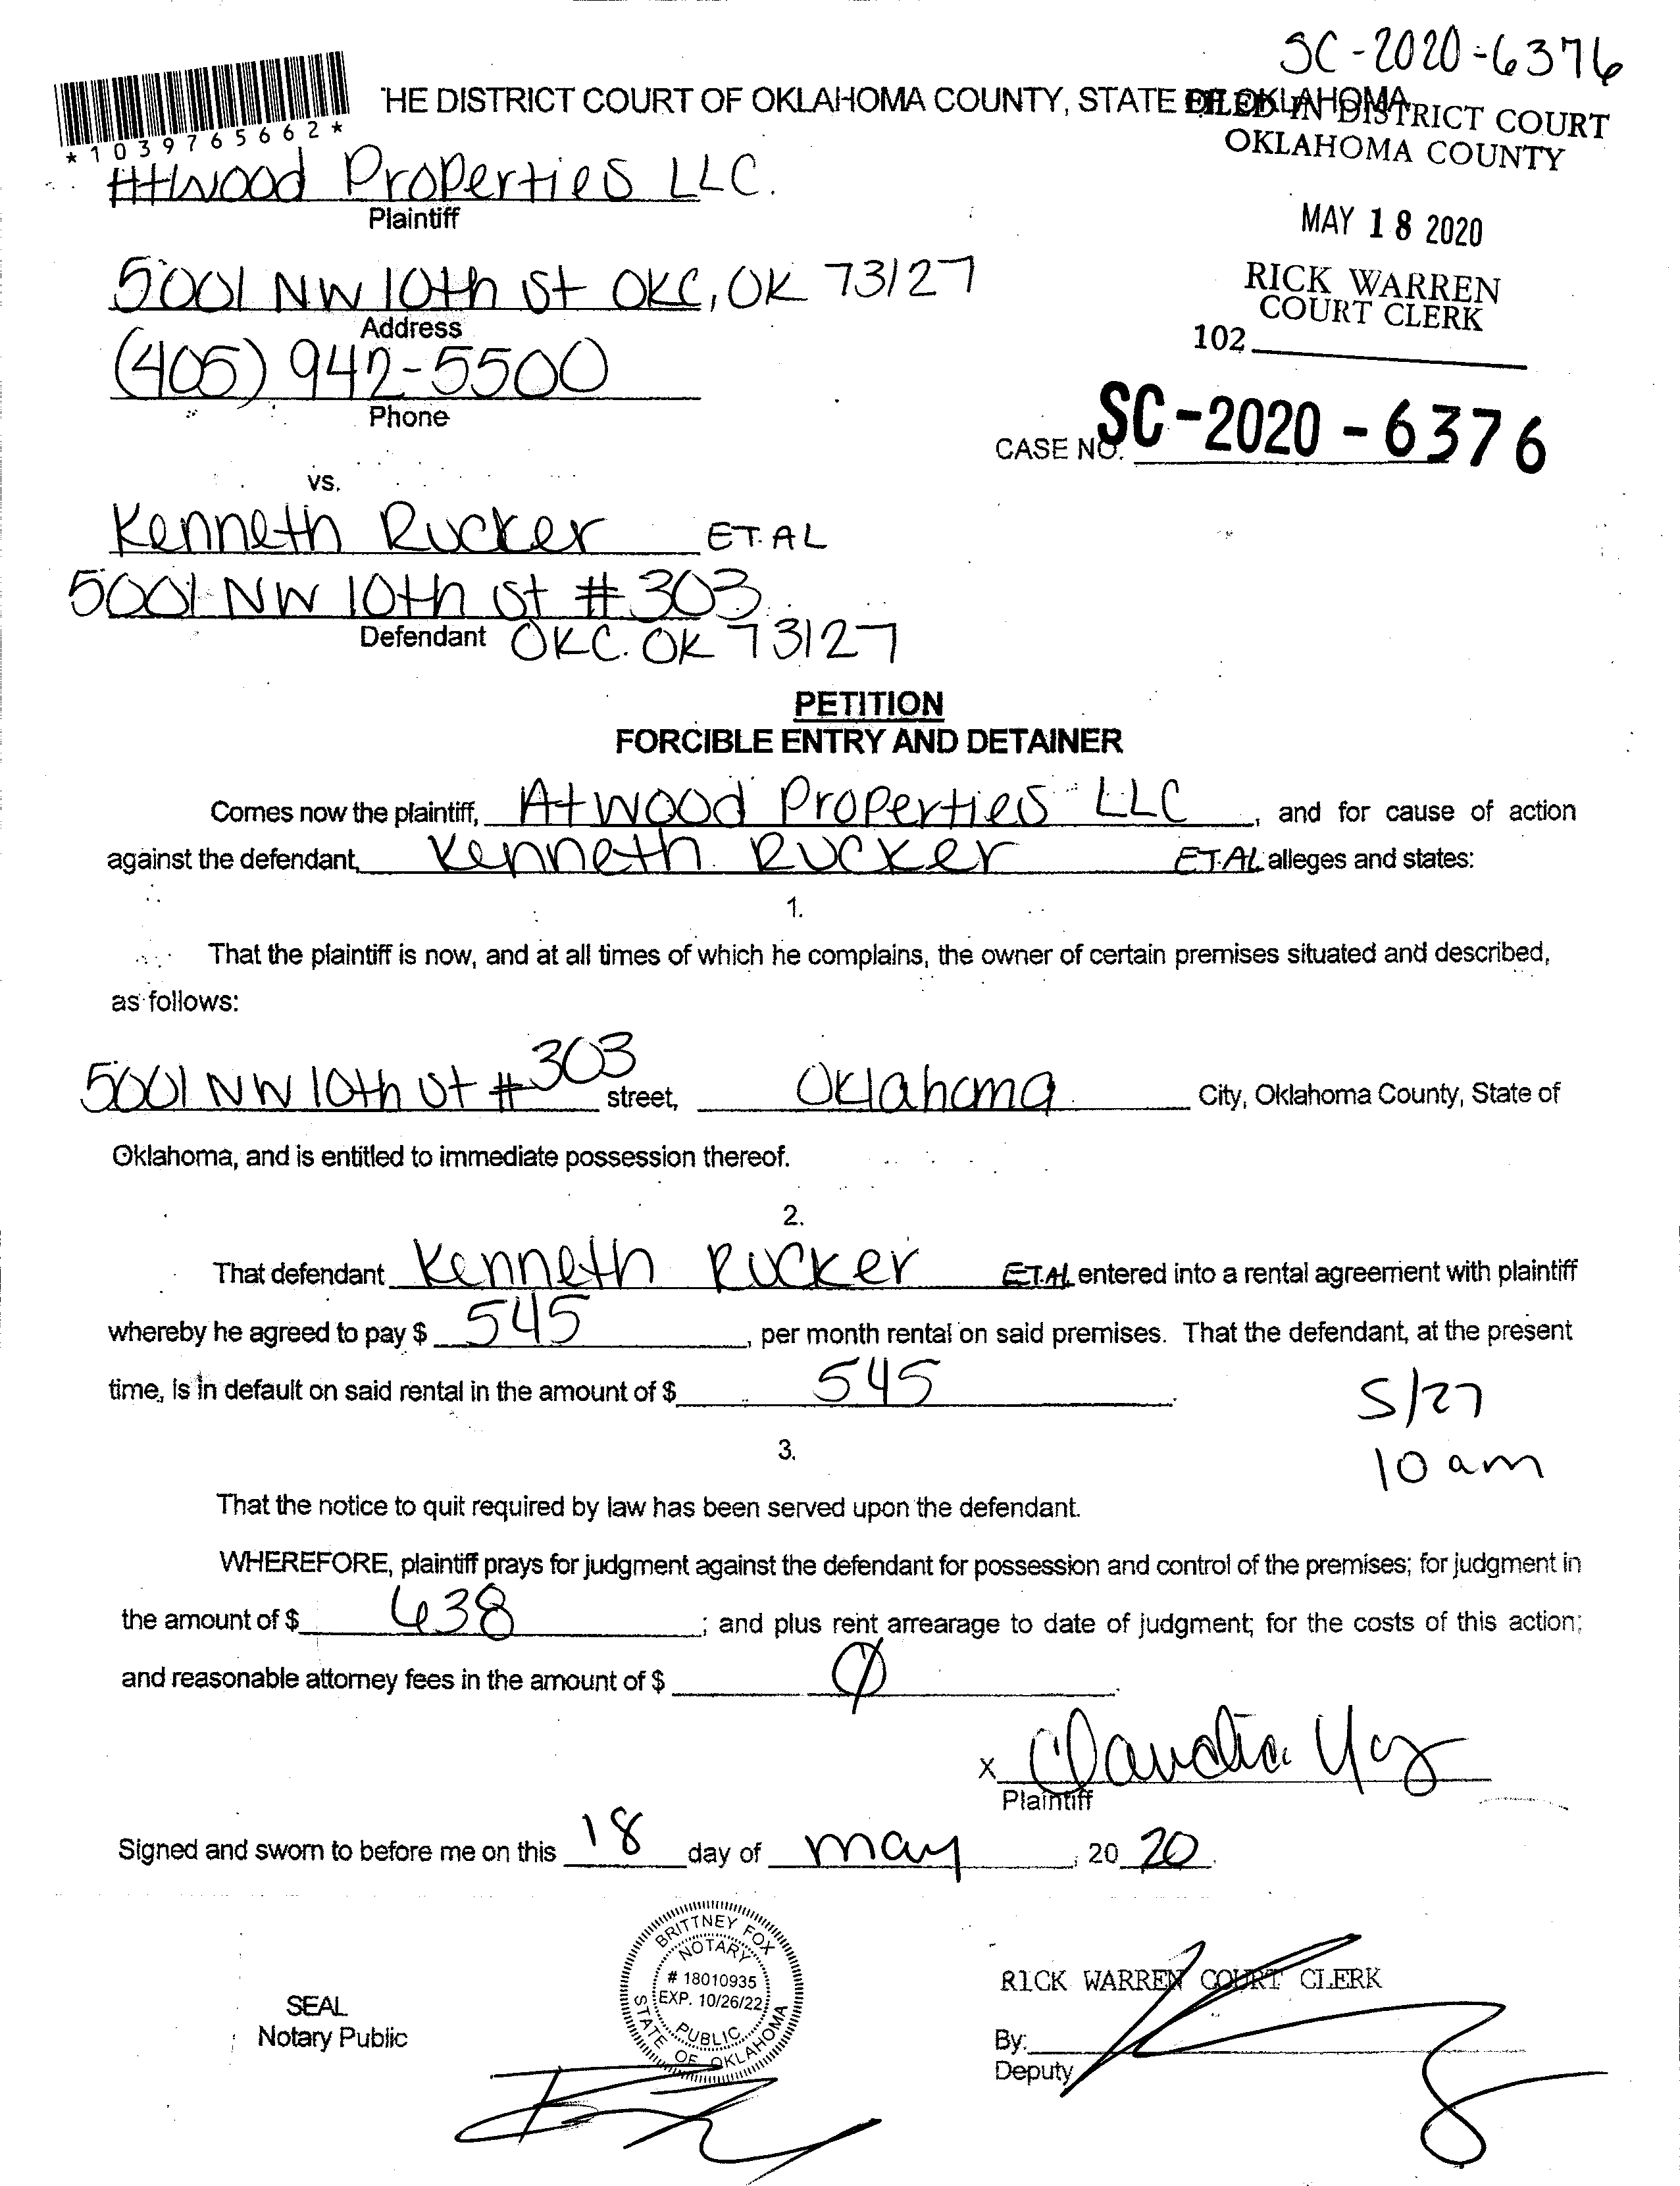 SC-2020-6376
*1039765662*
'HE DISTRICT COURT OF OKLAHOMA COUNTY, STATE OF OKLAHOMA
FILED IN DISTRICT COURT
OKLAHOMA COUNTY
Atwood Properties LLC.
Plaintiff
MAY 18 2020
5001 NW 10th St OKC, OK 73127
Address
RICK WARREN
COURT CLERK
102
(405) 942-5500
Phone
CASE NO. SC-2020-6376
vs.
Kenneth Rucker ET. AL
5001 NW 10th St # 303
Defendant OKC. OK 73127
PETITION
FORCIBLE ENTRY AND DETAINER
Comes now the plaintiff, Atwood Properties LLC, and for cause of action
against the defendant, Kenneth Rucker ET.AL alleges and states:
1.
That the plaintiff is now, and at all times of which he complains, the owner of certain premises situated and described,
as follows:
5001 NW 10th St # 303 street, Oklahoma City, Oklahoma County, State of
Oklahoma, and is entitled to immediate possession thereof.
2.
That defendant Kenneth Rucker ET.AL entered into a rental agreement with plaintiff
whereby he agreed to pay $ 545, per month rental on said premises. That the defendant, at the present
time, is in default on said rental in the amount of $ 545.
5/27
10 am
3.
That the notice to quit required by law has been served upon the defendant.
WHEREFORE, plaintiff prays for judgment against the defendant for possession and control of the premises; for judgment in
the amount of $ 638; and plus rent arrearage to date of judgment; for the costs of this action;
and reasonable attorney fees in the amount of $ Ø.
x Claudia
Plaintiff
Signed and sworn to before me on this 18 day of may, 20 20.
BRITTNEY FOX
NOTARY
# 18010935
EXP. 10/26/22
PUBLIC
STATE OF OKLAHOMA
SEAL
Notary Public
RICK WARREN COURT CLERK
By:
Deputy